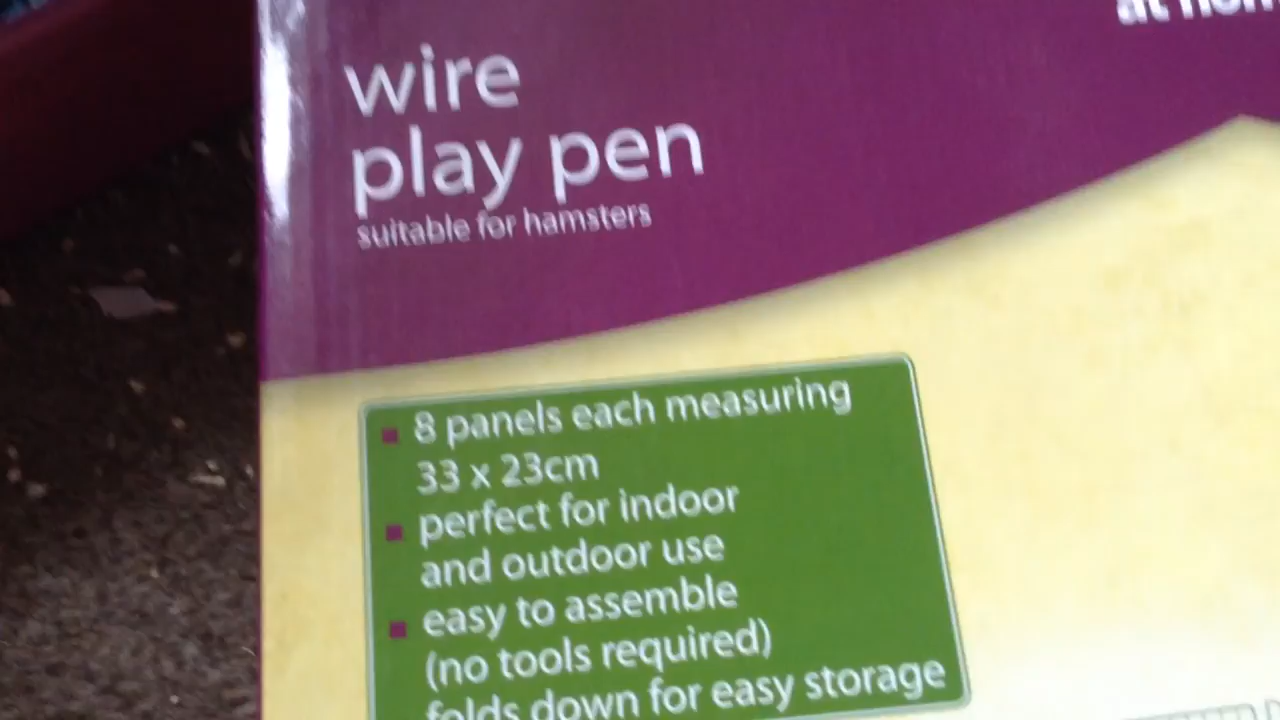 at
wire
play pen
suitable for hamsters
8 panels each measuring
33 x 23cm
perfect for indoor
and outdoor use
easy to assemble
(no tools required)
folds down for easy storage